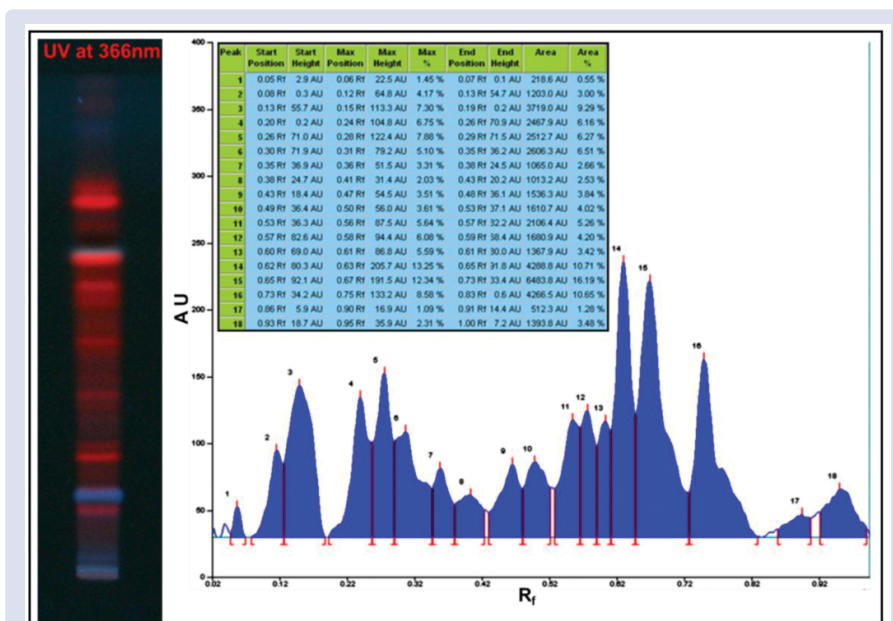 UV at 366nm
Peak Start Position Start Height Max Position Max Height Max % End Position End Height Area Area %
1 0.05 Rf 2.9 AU 0.06 Rf 22.5 AU 1.45 % 0.07 Rf 0.1 AU 218.6 AU 0.55 %
2 0.08 Rf 0.3 AU 0.12 Rf 64.8 AU 4.17 % 0.13 Rf 54.7 AU 1203.0 AU 3.00 %
3 0.13 Rf 55.7 AU 0.15 Rf 113.3 AU 7.30 % 0.19 Rf 0.2 AU 3719.0 AU 9.29 %
4 0.20 Rf 0.2 AU 0.24 Rf 104.8 AU 6.75 % 0.26 Rf 70.9 AU 2467.9 AU 6.16 %
5 0.26 Rf 71.0 AU 0.28 Rf 122.4 AU 7.88 % 0.29 Rf 71.5 AU 2512.7 AU 6.27 %
6 0.30 Rf 71.9 AU 0.31 Rf 79.2 AU 5.10 % 0.35 Rf 36.2 AU 2606.3 AU 6.51 %
7 0.35 Rf 36.9 AU 0.36 Rf 51.5 AU 3.31 % 0.38 Rf 24.5 AU 1065.0 AU 2.66 %
8 0.38 Rf 24.7 AU 0.41 Rf 31.4 AU 2.03 % 0.43 Rf 20.2 AU 1013.2 AU 2.53 %
9 0.43 Rf 18.4 AU 0.47 Rf 54.5 AU 3.51 % 0.48 Rf 36.1 AU 1536.3 AU 3.84 %
10 0.49 Rf 36.4 AU 0.50 Rf 56.0 AU 3.61 % 0.53 Rf 37.1 AU 1610.7 AU 4.02 %
11 0.53 Rf 36.3 AU 0.56 Rf 87.5 AU 5.64 % 0.57 Rf 32.2 AU 2106.4 AU 5.26 %
12 0.57 Rf 82.6 AU 0.58 Rf 94.4 AU 6.08 % 0.59 Rf 58.4 AU 1680.9 AU 4.20 %
13 0.60 Rf 69.0 AU 0.61 Rf 86.8 AU 5.59 % 0.61 Rf 80.0 AU 1367.9 AU 3.42 %
14 0.62 Rf 80.3 AU 0.63 Rf 205.7 AU 13.25 % 0.65 Rf 91.8 AU 4288.8 AU 10.71 %
15 0.65 Rf 92.1 AU 0.67 Rf 191.5 AU 12.34 % 0.73 Rf 33.4 AU 6483.8 AU 16.19 %
16 0.73 Rf 34.2 AU 0.75 Rf 133.2 AU 8.58 % 0.83 Rf 0.6 AU 4266.5 AU 10.65 %
17 0.86 Rf 5.9 AU 0.90 Rf 16.9 AU 1.09 % 0.91 Rf 14.4 AU 512.3 AU 1.28 %
18 0.93 Rf 18.7 AU 0.95 Rf 35.9 AU 2.31 % 1.00 Rf 7.2 AU 1393.8 AU 3.48 %
400
350
300
250
200
150
100
50
0
AU
1 2 3 4 5 6 7 8 9 10 11 12 13 14 15 16 17 18
0.02 0.12 0.22 0.32 0.42 0.52 0.62 0.72 0.82 0.92
Rf